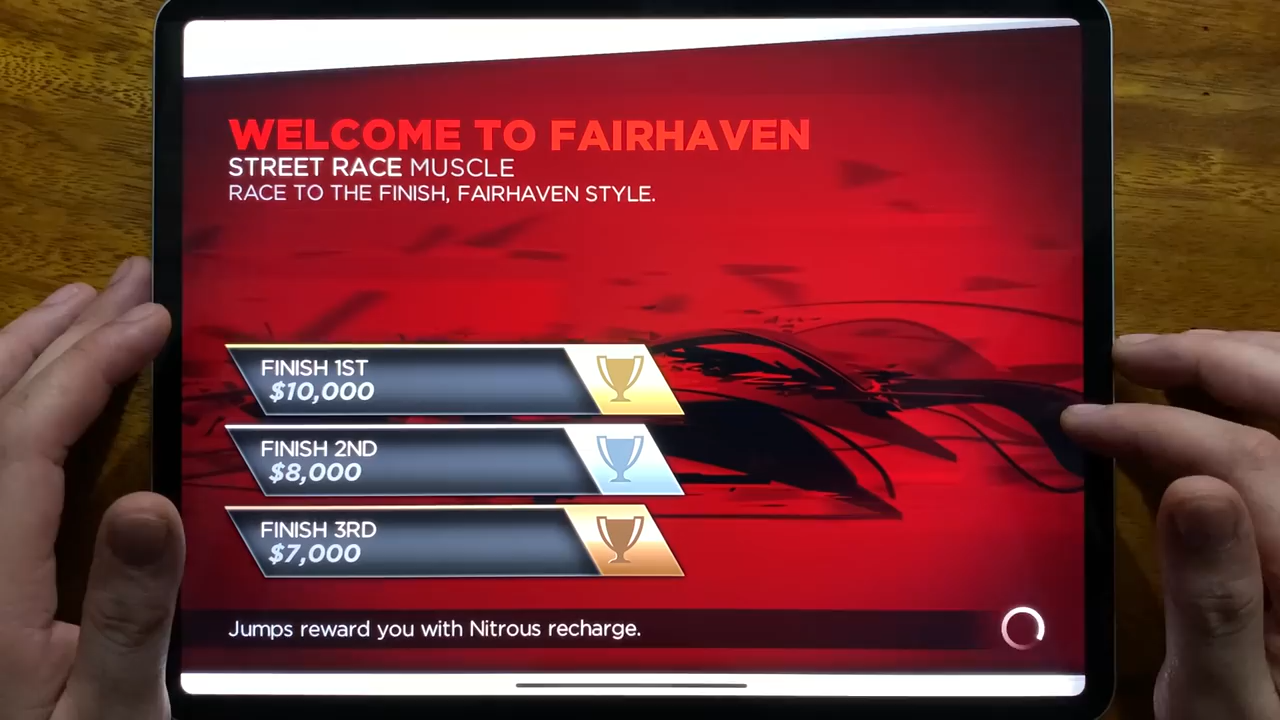 WELCOME TO FAIRHAVEN
STREET RACE MUSCLE
RACE TO THE FINISH, FAIRHAVEN STYLE.
FINISH 1ST
$10,000
FINISH 2ND
$8,000
FINISH 3RD
$7,000
Jumps reward you with Nitrous recharge.